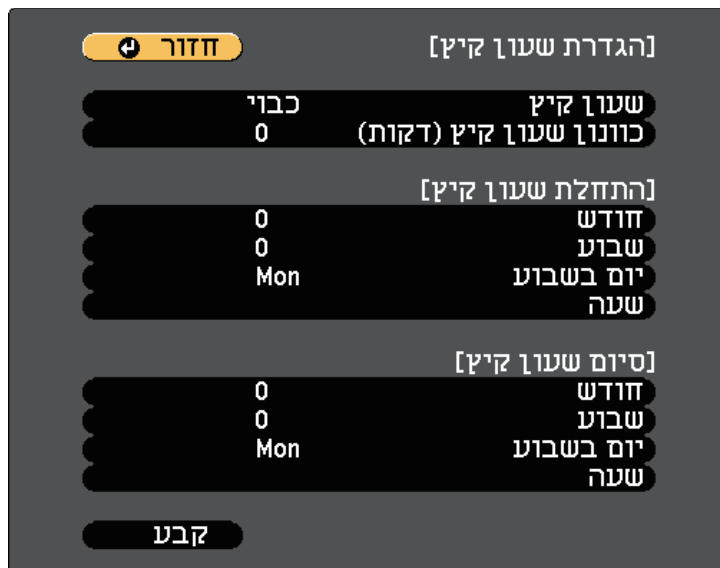 [הגדרת שעון קיץ] חזור
שעון קיץ כבוי
כוונון שעון קיץ (דקות) 0
[התחלת שעון קיץ]
חודש 0
שבוע 0
יום בשבוע Mon
שעה
[סיום שעון קיץ]
חודש 0
שבוע 0
יום בשבוע Mon
שעה
קבע